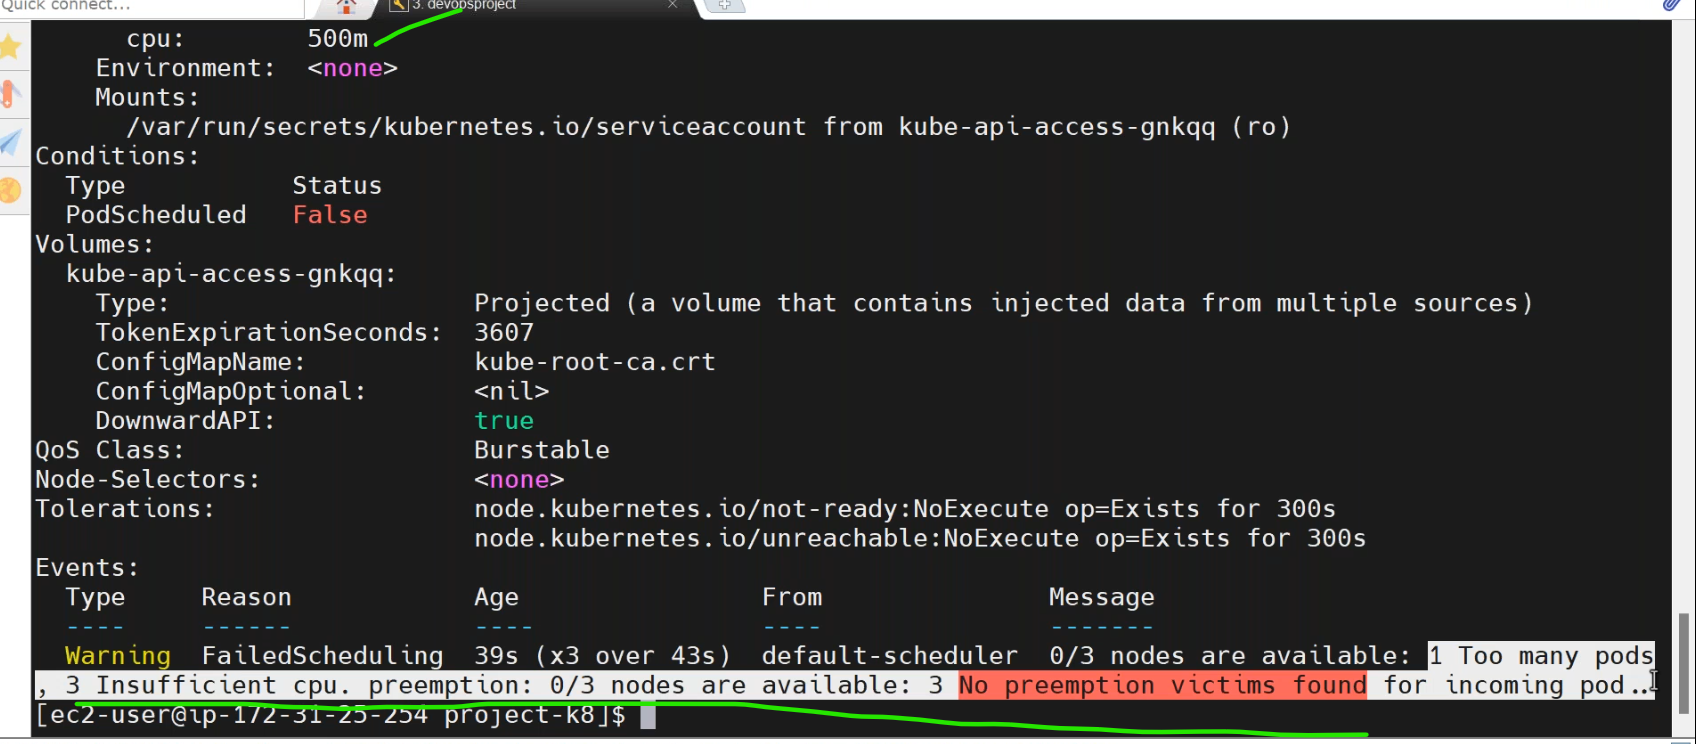 Quick connect...
3. devopsproject
cpu: 500m
Environment: <none>
Mounts:
/var/run/secrets/kubernetes.io/serviceaccount from kube-api-access-gnkqq (ro)
Conditions:
Type Status
PodScheduled False
Volumes:
kube-api-access-gnkqq:
Type: Projected (a volume that contains injected data from multiple sources)
TokenExpirationSeconds: 3607
ConfigMapName: kube-root-ca.crt
ConfigMapOptional: <nil>
DownwardAPI: true
QoS Class: Burstable
Node-Selectors: <none>
Tolerations: node.kubernetes.io/not-ready:NoExecute op=Exists for 300s
node.kubernetes.io/unreachable:NoExecute op=Exists for 300s
Events:
Type Reason Age From Message
---- ------ ---- ---- -------
Warning FailedScheduling 39s (x3 over 43s) default-scheduler 0/3 nodes are available: 1 Too many pods
, 3 Insufficient cpu. preemption: 0/3 nodes are available: 3 No preemption victims found for incoming pod..
[ec2-user@ip-172-31-25-254 project-k8]$